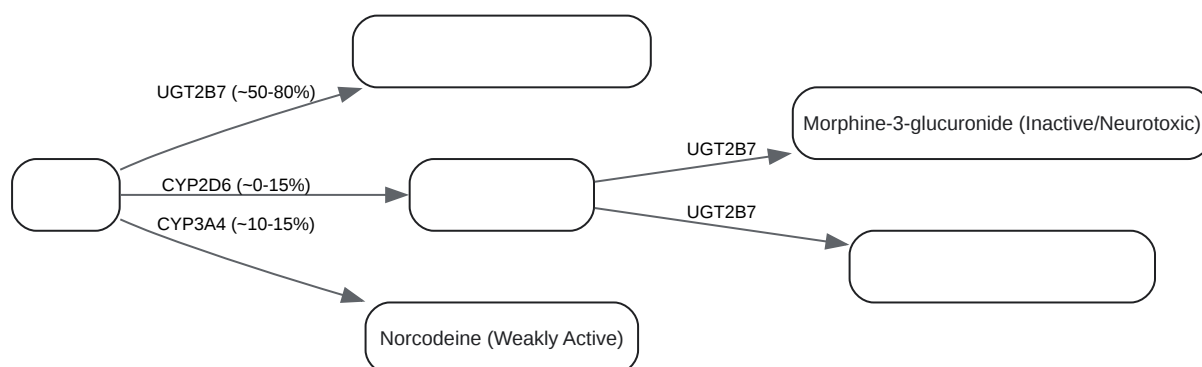 UGT2B7 (~50-80%)
Morphine-3-glucuronide (Inactive/Neurotoxic)
UGT2B7
CYP2D6 (~0-15%)
UGT2B7
CYP3A4 (~10-15%)
Norcodeine (Weakly Active)